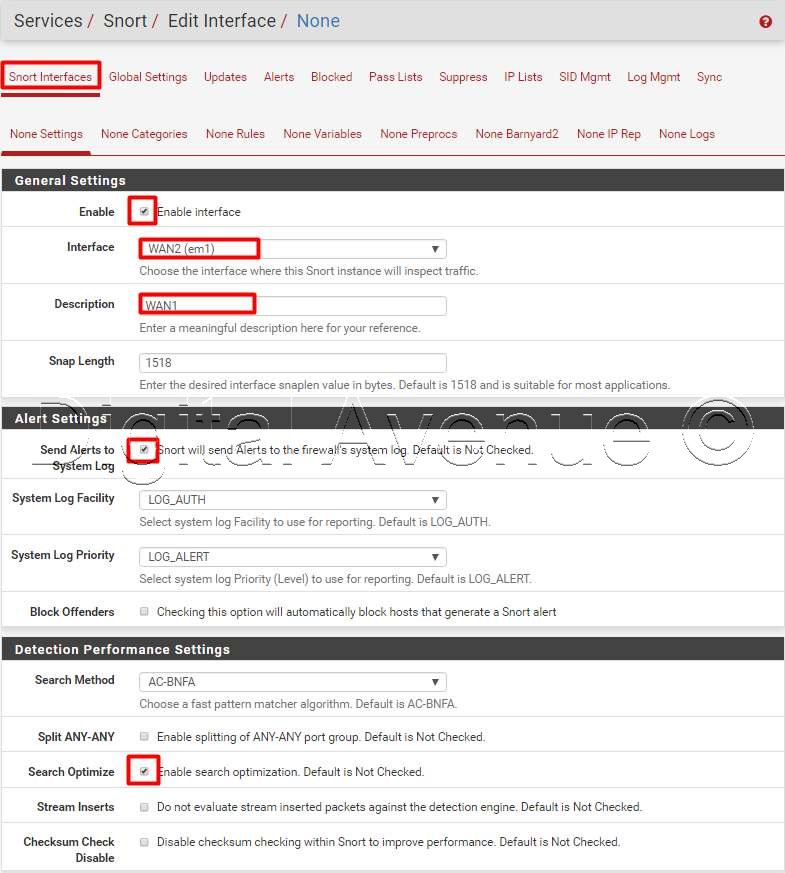 Services / Snort / Edit Interface / None
Snort Interfaces Global Settings Updates Alerts Blocked Pass Lists Suppress IP Lists SID Mgmt Log Mgmt Sync
None Settings None Categories None Rules None Variables None Preprocs None Barnyard2 None IP Rep None Logs
General Settings
Enable Enable interface
Interface WAN2 (em1)
Choose the interface where this Snort instance will inspect traffic.
Description WAN1
Enter a meaningful description here for your reference.
Snap Length 1518
Enter the desired interface snaplen value in bytes. Default is 1518 and is suitable for most applications.
Digital Avenue ©
Alert Settings
Send Alerts to Snort will send Alerts to the firewall's system log. Default is Not Checked.
System Log
System Log Facility LOG_AUTH
Select system log Facility to use for reporting. Default is LOG_AUTH.
System Log Priority LOG_ALERT
Select system log Priority (Level) to use for reporting. Default is LOG_ALERT.
Block Offenders Checking this option will automatically block hosts that generate a Snort alert
Detection Performance Settings
Search Method AC-BNFA
Choose a fast pattern matcher algorithm. Default is AC-BNFA.
Split ANY-ANY Enable splitting of ANY-ANY port group. Default is Not Checked.
Search Optimize Enable search optimization. Default is Not Checked.
Stream Inserts Do not evaluate stream inserted packets against the detection engine. Default is Not Checked.
Checksum Check Disable checksum checking within Snort to improve performance. Default is Not Checked.
Disable